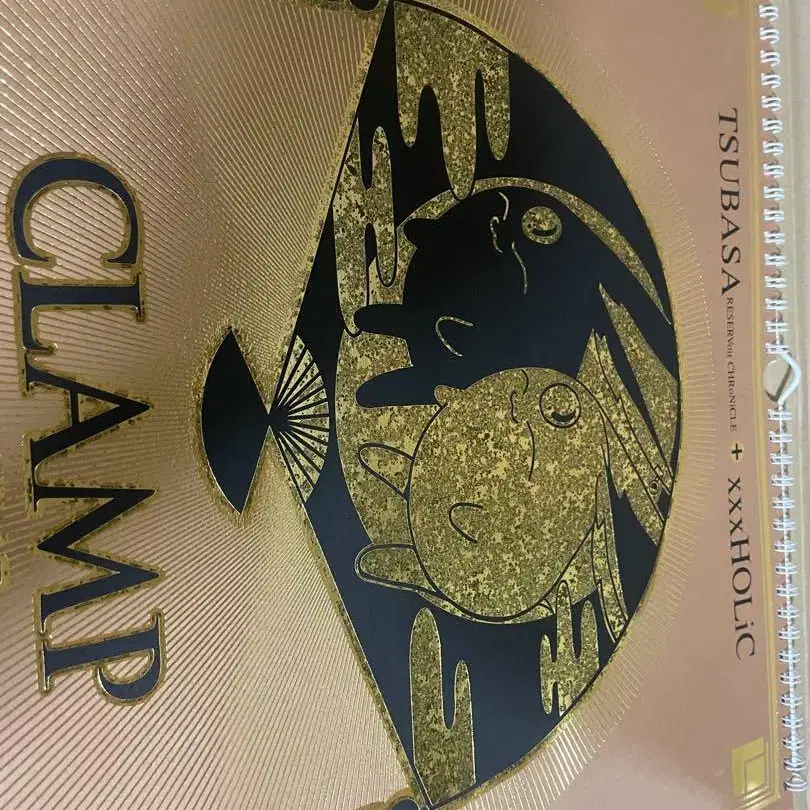 TSUBASA RESERVoir CHRoNiCLE + xxxHOLiC
CLAMP